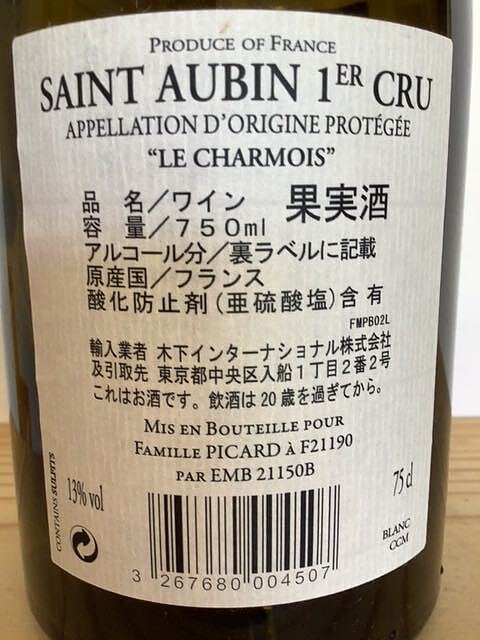 PRODUCE OF FRANCE
SAINT AUBIN 1ER CRU
APPELLATION D'ORIGINE PROTÉGÉE
"LE CHARMOIS"
品 名／ワイン 果実酒
容 量／750ml
アルコール分／裏ラベルに記載
原産国／フランス
酸化防止剤(亜硫酸塩)含有
FMPB02L
輸入業者 木下インターナショナル株式会社
及引取先 東京都中央区入船1丁目2番2号
これはお酒です。飲酒は20歳を過ぎてから。
MIS EN BOUTEILLE POUR
FAMILLE PICARD À F21190
PAR EMB 21150B
CONTAINS SULFITS
13% vol
75 cl
BLANC
CCM
3 267680 004507